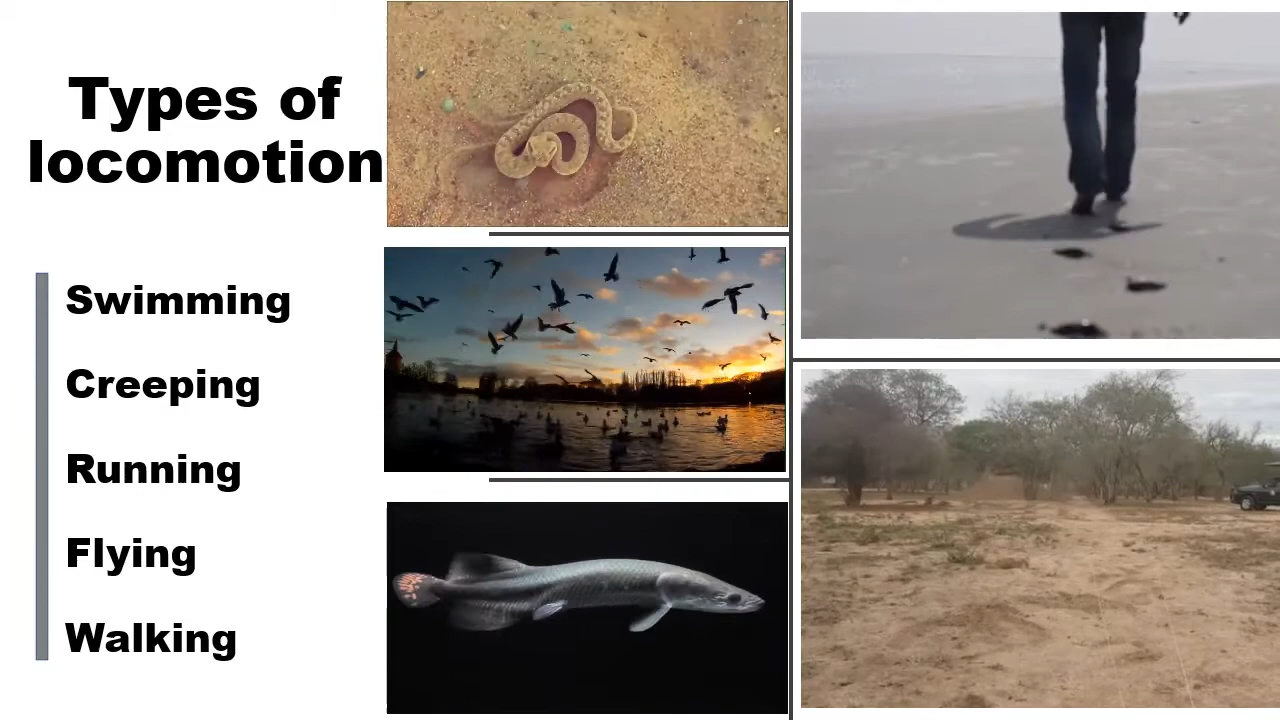 Types of
locomotion
Swimming
Creeping
Running
Flying
Walking